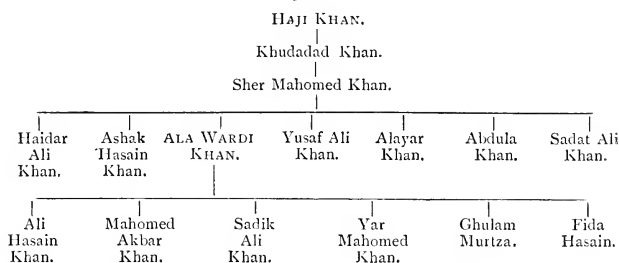 HAJI KHAN.
Khudadad Khan.
Sher Mahomed Khan.
Haidar Ali Khan.
Ashak Hasain Khan.
ALA WARDI KHAN.
Yusaf Ali Khan.
Alayar Khan.
Abdula Khan.
Sadat Ali Khan.
Ali Hasain Khan.
Mahomed Akbar Khan.
Sadik Ali Khan.
Yar Mahomed Khan.
Ghulam Murtza.
Fida Hasain.